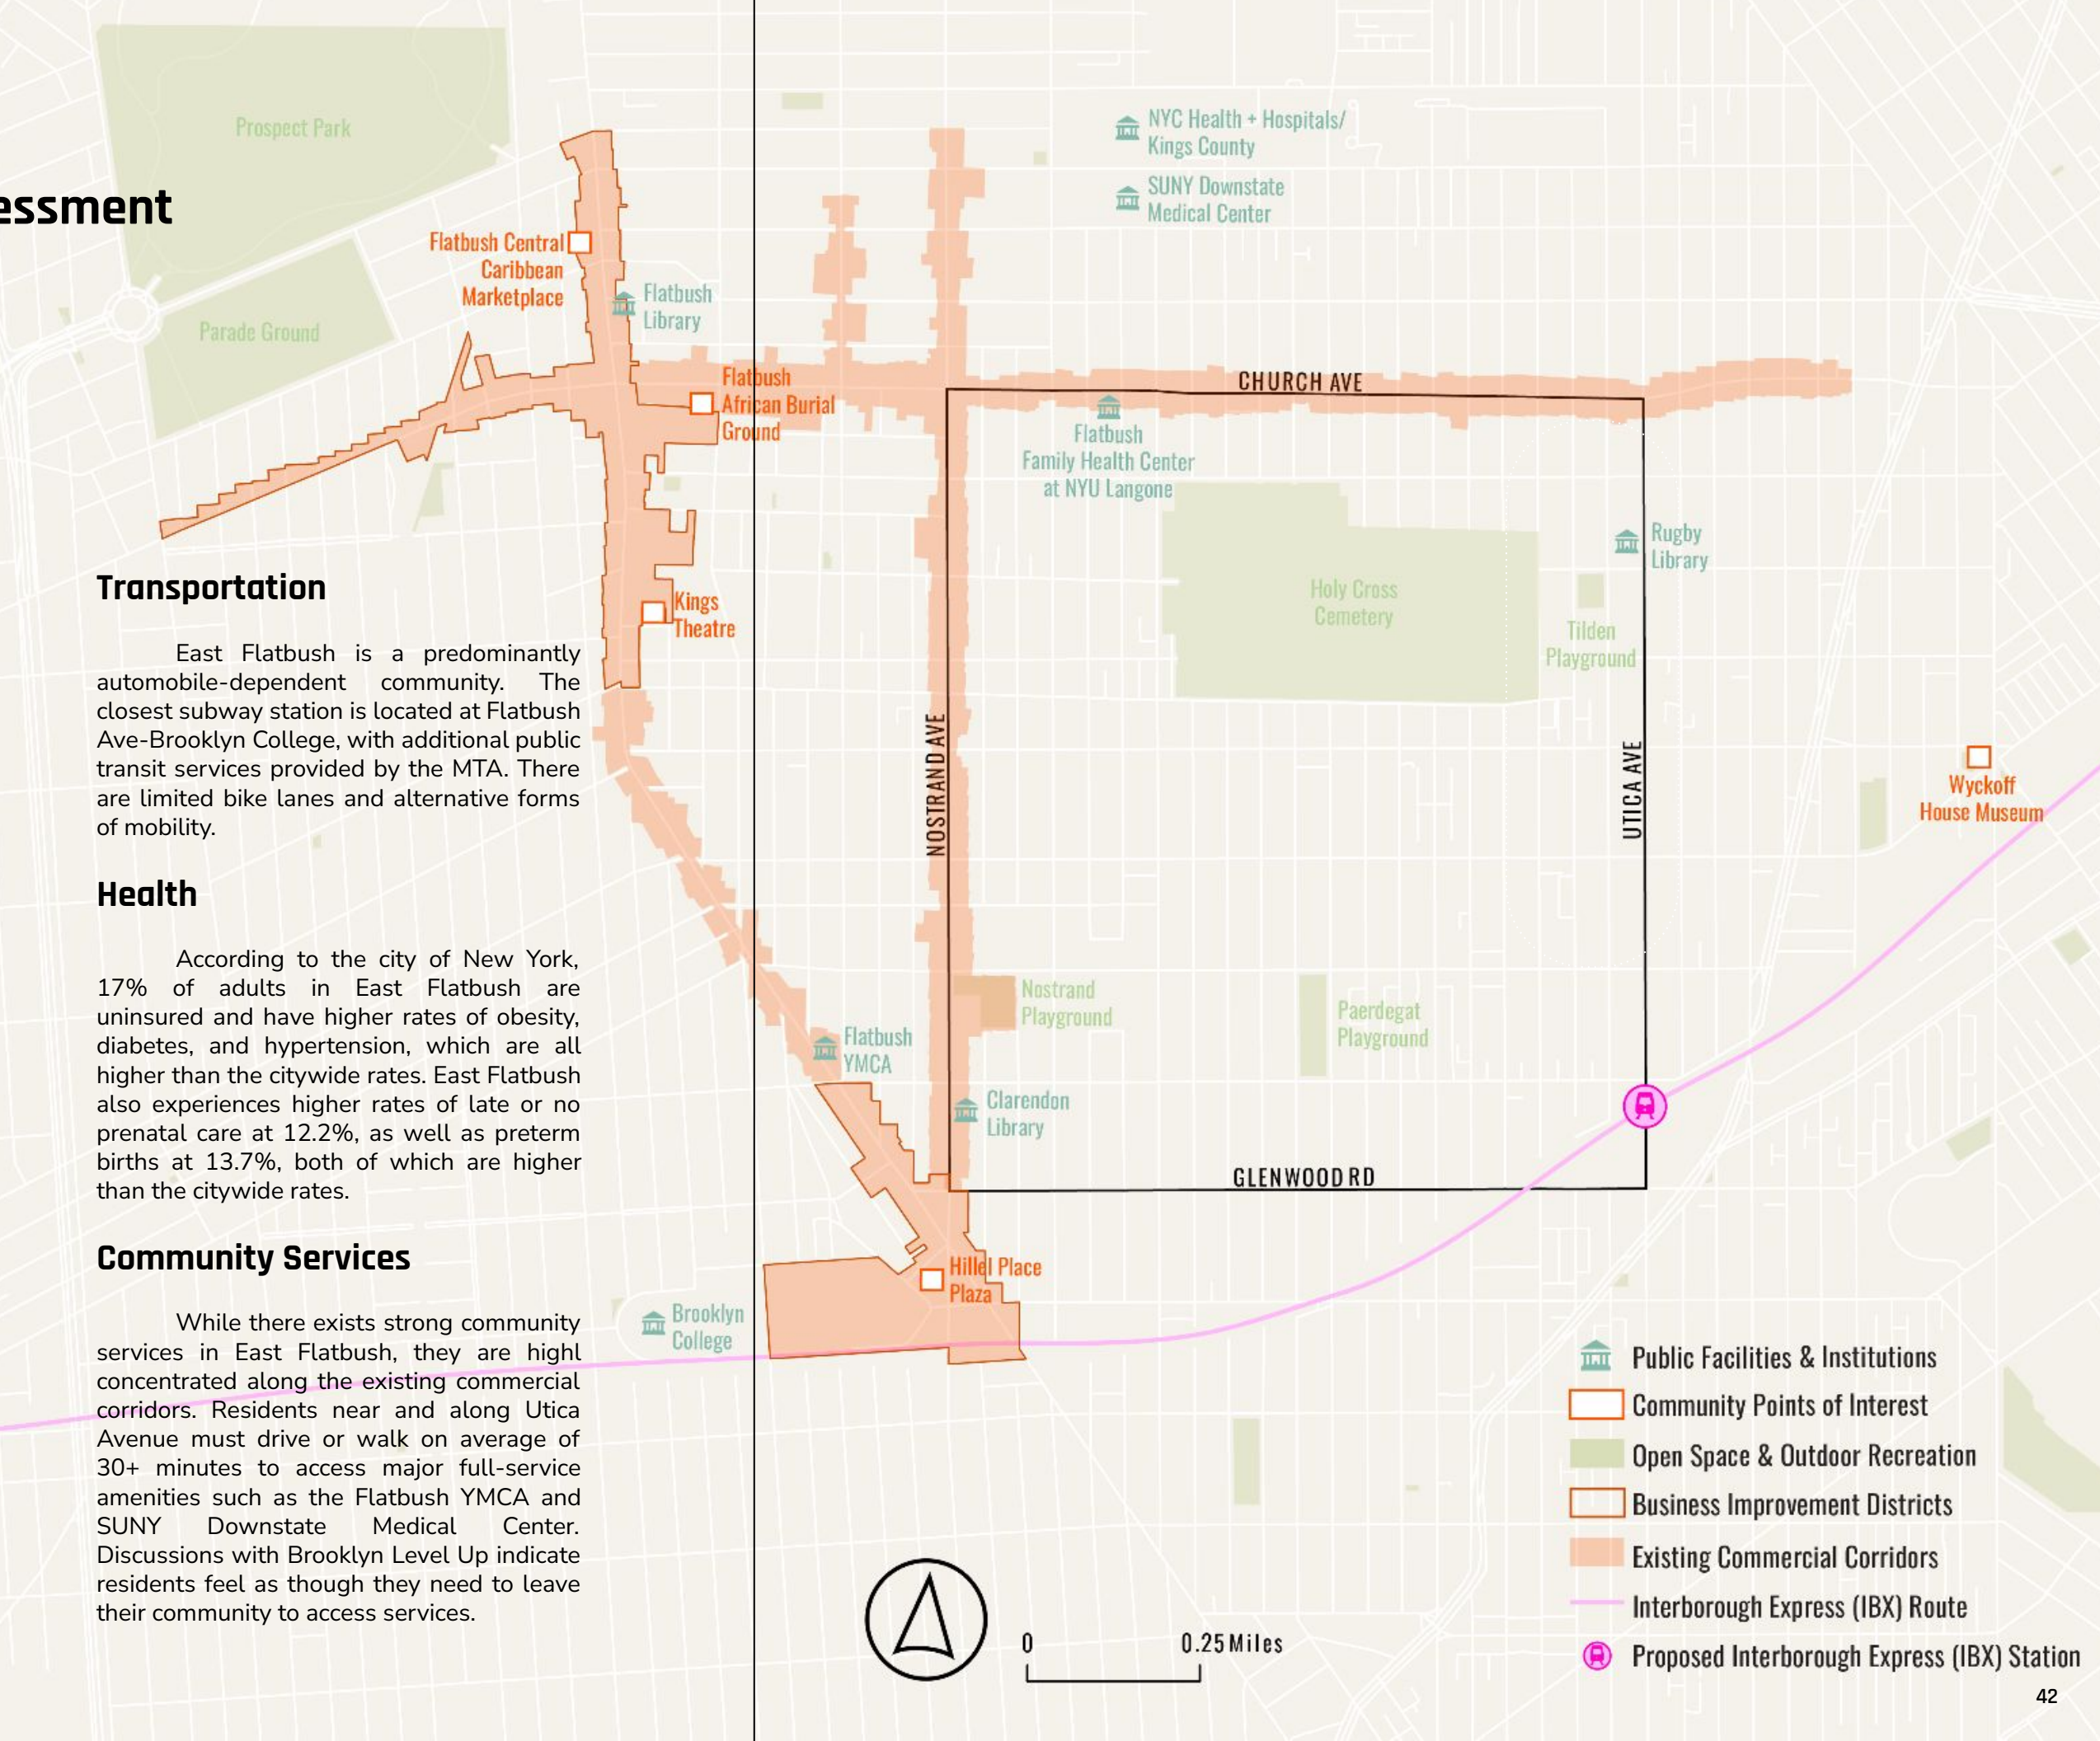 essment
Transportation
East Flatbush is a predominantly
automobile-dependent community. The
closest subway station is located at Flatbush
Ave-Brooklyn College, with additional public
transit services provided by the MTA. There
are limited bike lanes and alternative forms
of mobility.
Health
According to the city of New York,
17% of adults in East Flatbush are
uninsured and have higher rates of obesity,
diabetes, and hypertension, which are all
higher than the citywide rates. East Flatbush
also experiences higher rates of late or no
prenatal care at 12.2%, as well as preterm
births at 13.7%, both of which are higher
than the citywide rates.
Community Services
While there exists strong community
services in East Flatbush, they are highl
concentrated along the existing commercial
corridors. Residents near and along Utica
Avenue must drive or walk on average of
30+ minutes to access major full-service
amenities such as the Flatbush YMCA and
SUNY Downstate Medical Center.
Discussions with Brooklyn Level Up indicate
residents feel as though they need to leave
their community to access services.
Prospect Park
Parade Ground
NYC Health + Hospitals/
Kings County
SUNY Downstate
Medical Center
Flatbush Central
Caribbean
Marketplace
Flatbush
Library
Flatbush
African Burial
Ground
CHURCH AVE
Flatbush
Family Health Center
at NYU Langone
Rugby
Library
Holy Cross
Cemetery
Tilden
Playground
Kings
Theatre
NOSTRAND AVE
UTICA AVE
Wyckoff
House Museum
Nostrand
Playground
Paerdegat
Playground
Flatbush
YMCA
Clarendon
Library
GLENWOOD RD
Hillel Place
Plaza
Brooklyn
College
Public Facilities & Institutions
Community Points of Interest
Open Space & Outdoor Recreation
Business Improvement Districts
Existing Commercial Corridors
Interborough Express (IBX) Route
Proposed Interborough Express (IBX) Station
0
0.25 Miles
42